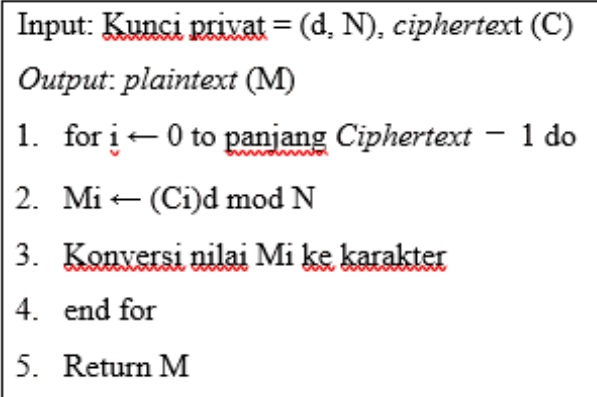 Input: Kunci privat = (d, N), ciphertext (C)
Output: plaintext (M)
1. for i ← 0 to panjang Ciphertext − 1 do
2. Mi ← (Ci)d mod N
3. Konversi nilai Mi ke karakter
4. end for
5. Return M